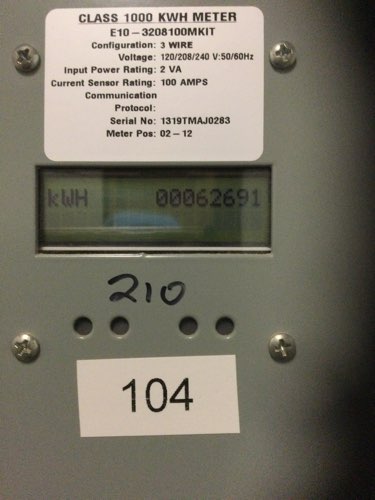 CLASS 1000 KWH METER
E10-3208100MKIT
Configuration: 3 WIRE
Voltage: 120/208/240 V:50/60Hz
Input Power Rating: 2 VA
Current Sensor Rating: 100 AMPS
Communication
Protocol:
Serial No: 1319TMAJ0283
Meter Pos: 02-12
kWH 00062691
210
104